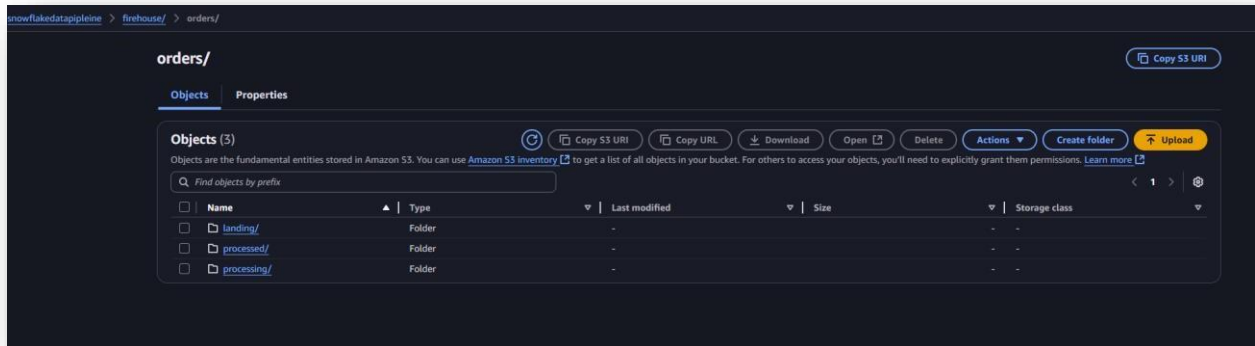 snowflakedatapipleine > firehouse/ > orders/
orders/
Copy S3 URI
Objects Properties
Objects (3) Copy S3 URI Copy URL Download Open Delete Actions Create folder Upload
Objects are the fundamental entities stored in Amazon S3. You can use Amazon S3 inventory to get a list of all objects in your bucket. For others to access your objects, you'll need to explicitly grant them permissions. Learn more
Find objects by prefix
< 1 >
Name Type Last modified Size Storage class
landing/ Folder - - -
processed/ Folder - - -
processing/ Folder - - -